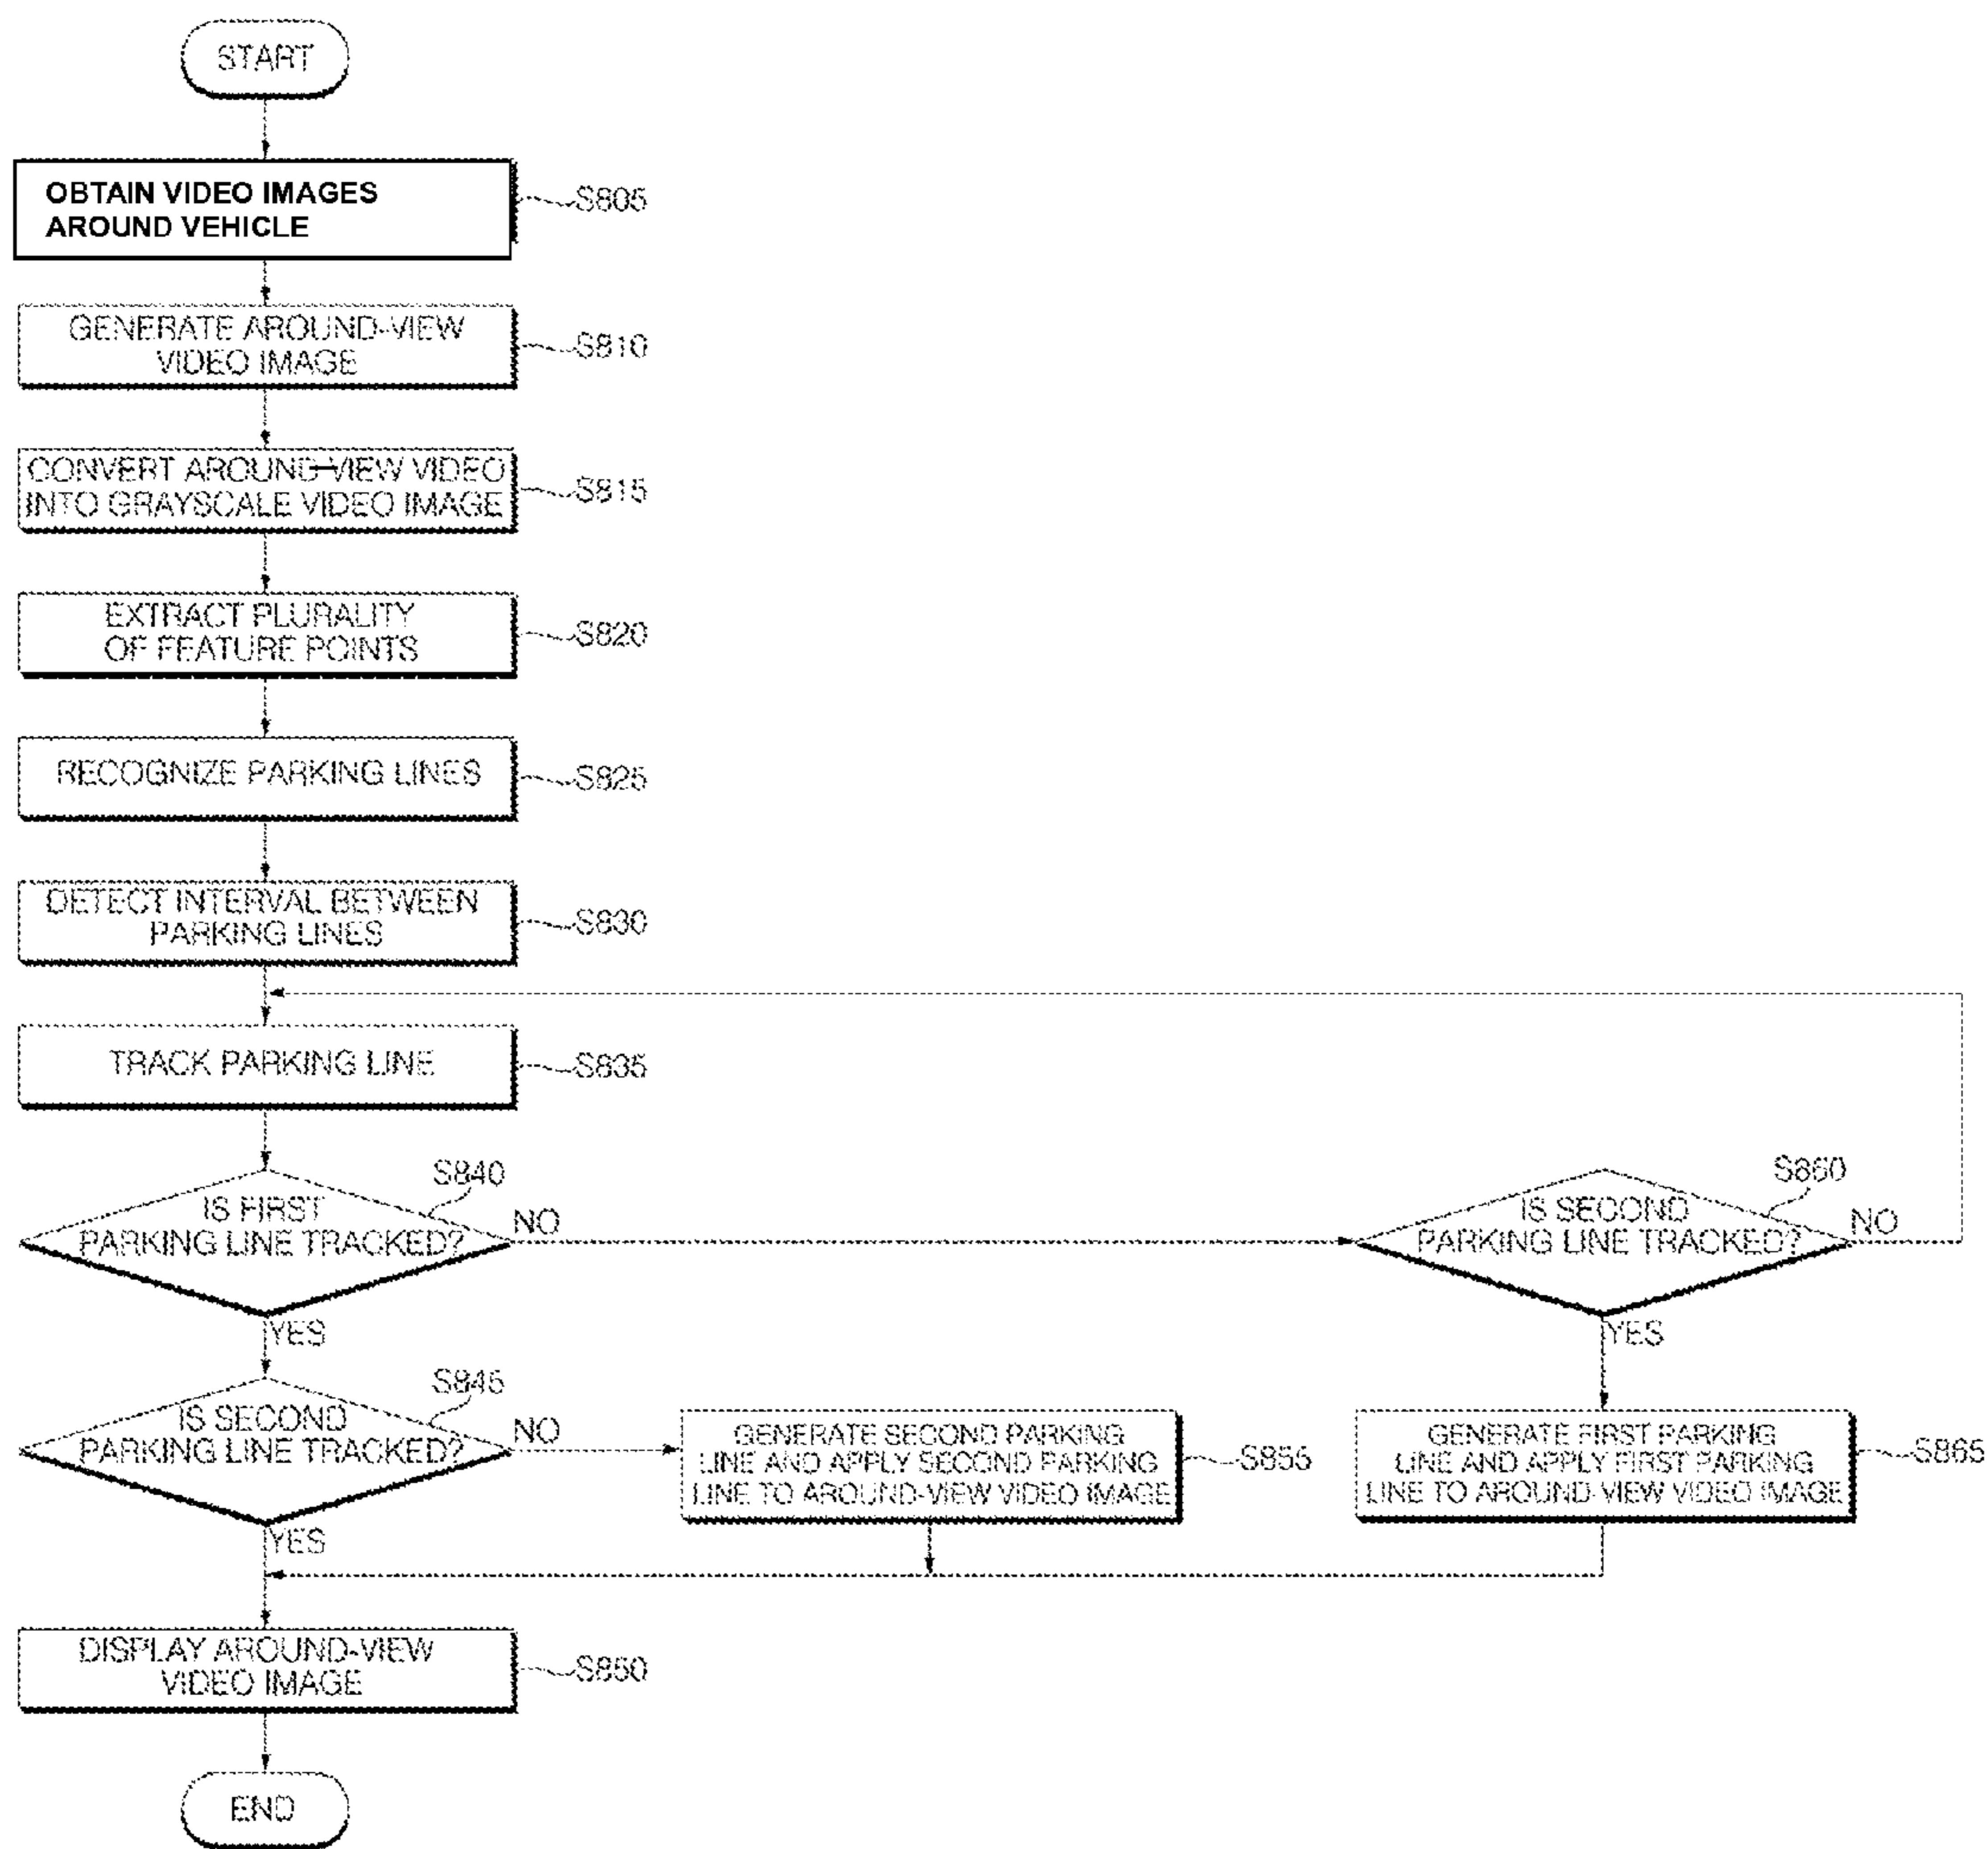 START
OBTAIN VIDEO IMAGES
AROUND VEHICLE
S805
GENERATE AROUND-VIEW
VIDEO IMAGE
S810
CONVERT AROUND-VIEW VIDEO
INTO GRAYSCALE VIDEO IMAGE
S815
EXTRACT PLURALITY
OF FEATURE POINTS
S820
RECOGNIZE PARKING LINES
S825
DETECT INTERVAL BETWEEN
PARKING LINES
S830
TRACK PARKING LINE
S835
S840
IS FIRST
PARKING LINE TRACKED?
NO
YES
S860
IS SECOND
PARKING LINE TRACKED?
NO
YES
S845
IS SECOND
PARKING LINE TRACKED?
NO
YES
GENERATE SECOND PARKING
LINE AND APPLY SECOND PARKING
LINE TO AROUND-VIEW VIDEO IMAGE
S855
GENERATE FIRST PARKING
LINE AND APPLY FIRST PARKING
LINE TO AROUND-VIEW VIDEO IMAGE
S865
DISPLAY AROUND-VIEW
VIDEO IMAGE
S850
END